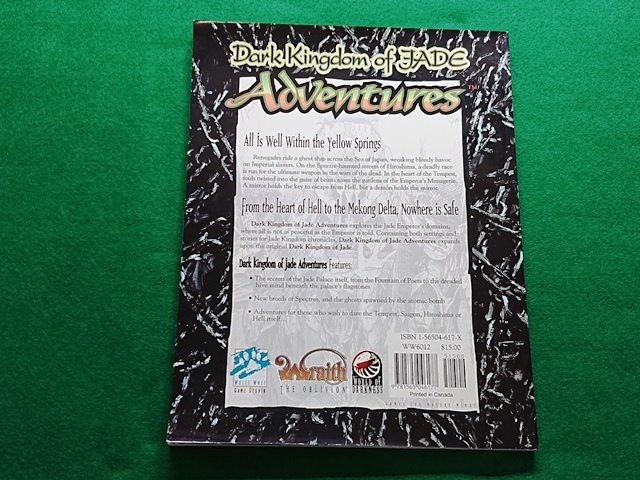 Dark Kingdom of JADE
Adventures™
All is Well Within the Yellow Springs
Renegades ride a ghost ship across the Sea of Japan, wreaking bloody havoc
on Imperial slavers. On the Spectre-haunted streets of Hiroshima, a deadly race
is run for the ultimate weapon in the wars of the dead. In the heart of the Tempest,
souls twisted into the guise of beasts roam the gardens of the Emperor's Menagerie.
A mirror holds the key to escape from Hell, but a demon holds the mirror.
From the Heart of Hell to the Mekong Delta, Nowhere is Safe
Dark Kingdom of Jade Adventures explores the Jade Emperor's domains,
where all is not as peaceful as the Emperor is told. Containing both settings and
stories for Jade Kingdom chronicles, Dark Kingdom of Jade Adventures expands
upon the original Dark Kingdom of Jade.
Dark Kingdom of Jade Adventures Features:
• The secrets of the Jade Palace itself, from the Fountain of Poets to the dreaded
hive mind beneath the palace's flagstones
• New breeds of Spectres, and the ghosts spawned by the atomic bomb
• Adventures for those who wish to dare the Tempest, Saigon, Hiroshima or
Hell itself...
ISBN 1-56504-617-X
WW6012 $15.00
51500
WHITE WOLF
GAME STUDIO
Wraith
THE OBLIVION
WORLD OF
DARKNESS
9 781565 046177
Printed in Canada